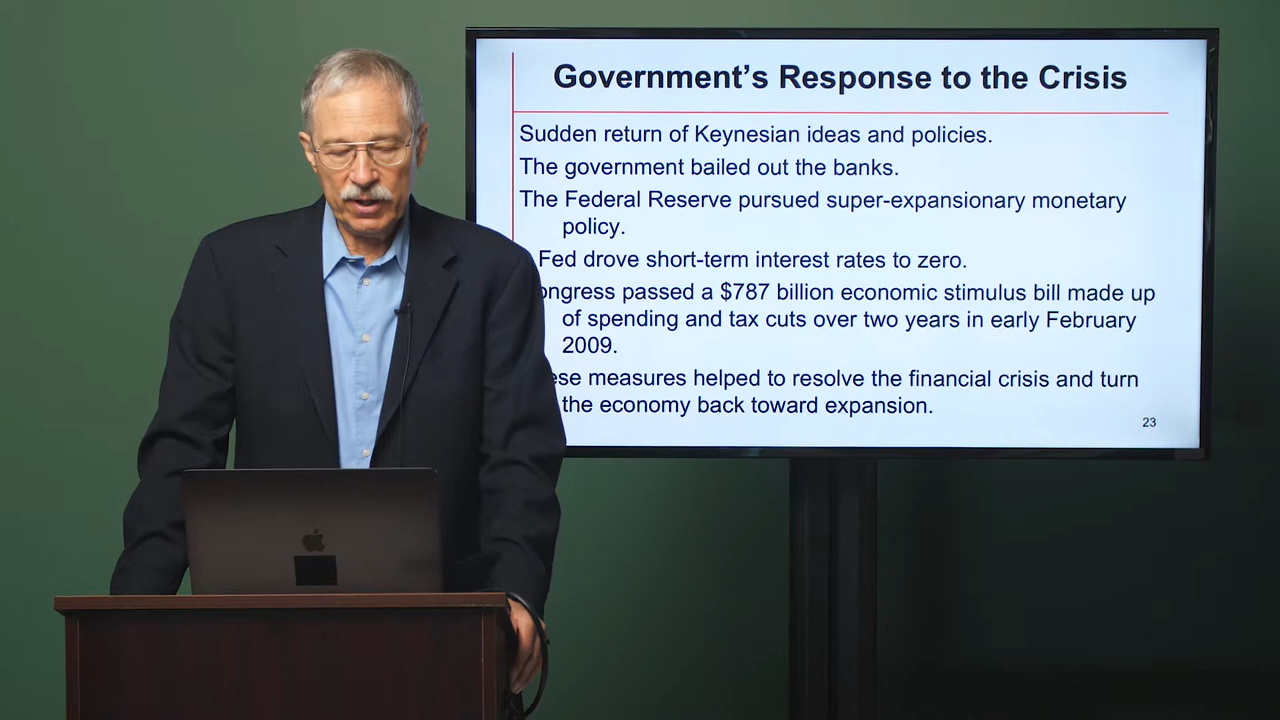 Government's Response to the Crisis
Sudden return of Keynesian ideas and policies.
The government bailed out the banks.
The Federal Reserve pursued super-expansionary monetary
policy.
Fed drove short-term interest rates to zero.
ongress passed a $787 billion economic stimulus bill made up
of spending and tax cuts over two years in early February
2009.
ese measures helped to resolve the financial crisis and turn
the economy back toward expansion.
23